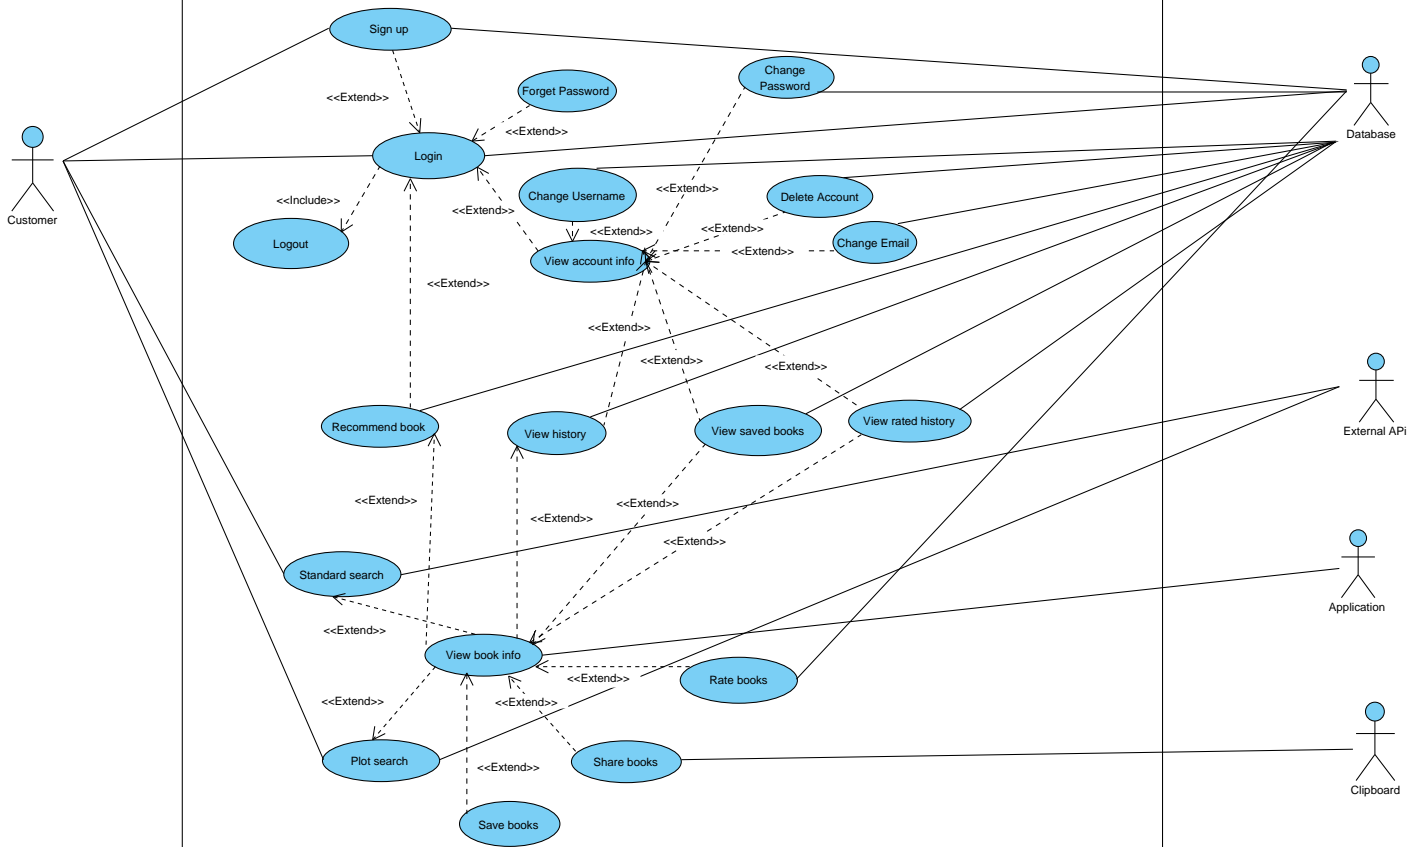 Sign up
Change
Password
Forget Password
<<Extend>>
<<Extend>>
Database
Login
Customer
<<Include>>
<<Extend>>
Change Username
<<Extend>>
Delete Account
Logout
<<Extend>>
<<Extend>>
Change Email
<<Extend>>
View account info
<<Extend>>
<<Extend>>
<<Extend>>
<<Extend>>
Recommend book
View history
View saved books
View rated history
External APi
<<Extend>>
<<Extend>>
<<Extend>>
<<Extend>>
Standard search
Application
<<Extend>>
View book info
<<Extend>>
Rate books
<<Extend>>
<<Extend>>
Plot search
<<Extend>>
Share books
Clipboard
Save books